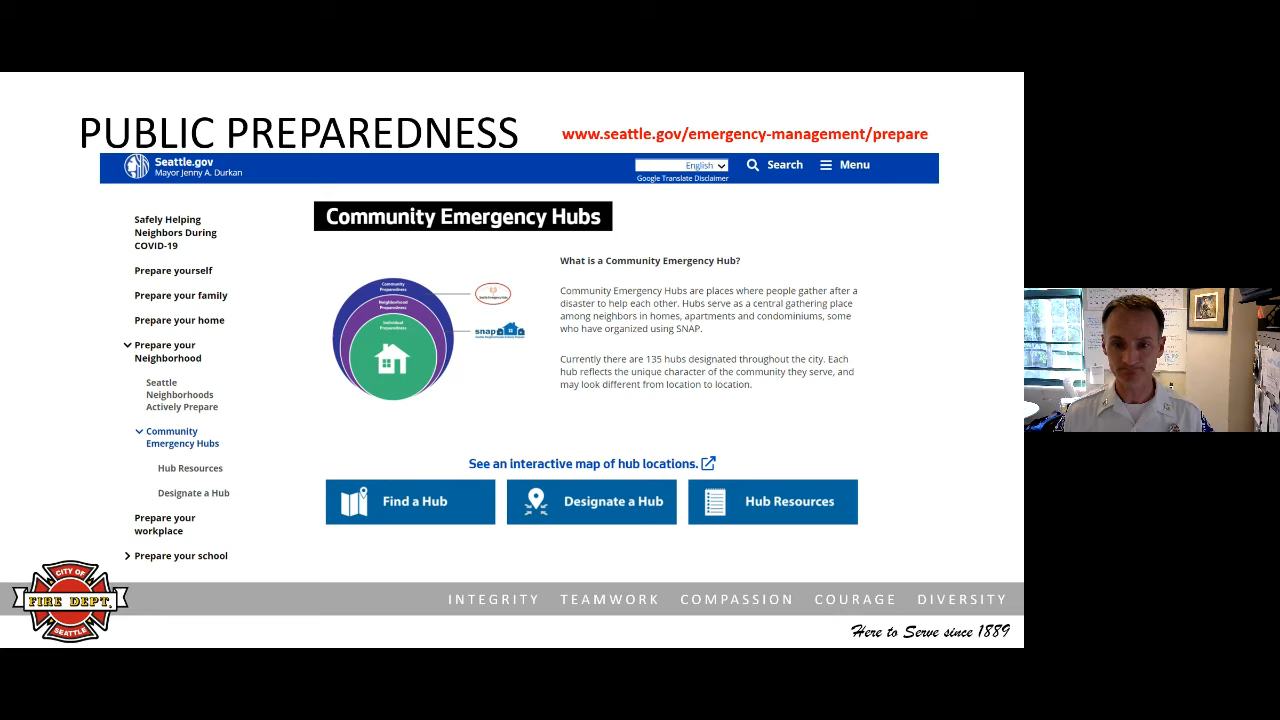 PUBLIC PREPAREDNESS
www.seattle.gov/emergency-management/prepare
Seattle.gov
Mayor Jenny A. Durkan
English
Google Translate Disclaimer
Search
Menu
Safely Helping
Neighbors During
COVID-19
Prepare yourself
Prepare your family
Prepare your home
Prepare your
Neighborhood
Seattle
Neighborhoods
Actively Prepare
Community
Emergency Hubs
Hub Resources
Designate a Hub
Prepare your
workplace
Prepare your school
Community Emergency Hubs
Community
Preparedness
Neighborhood
Preparedness
Individual
Preparedness
snap
What is a Community Emergency Hub?
Community Emergency Hubs are places where people gather after a
disaster to help each other. Hubs serve as a central gathering place
among neighbors in homes, apartments and condominiums, some
who have organized using SNAP.
Currently there are 135 hubs designated throughout the city. Each
hub reflects the unique character of the community they serve, and
may look different from location to location.
See an interactive map of hub locations.
Find a Hub
Designate a Hub
Hub Resources
CITY OF
FIRE DEPT.
SEATTLE
INTEGRITY TEAMWORK COMPASSION COURAGE DIVERSITY
Here to Serve since 1889